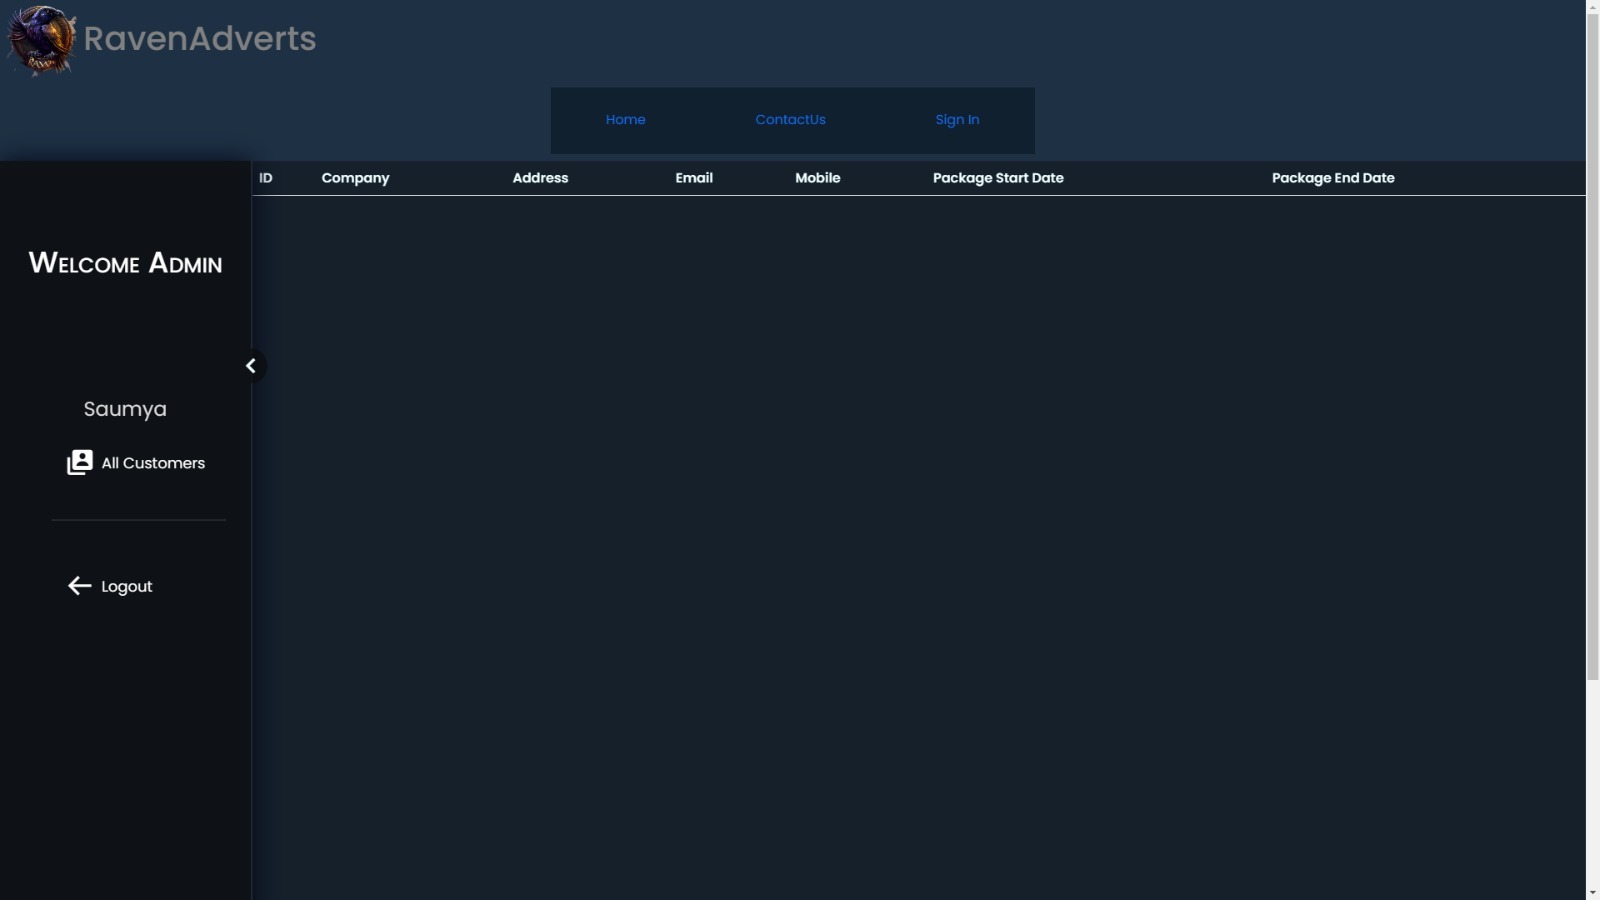 RavenAdverts
Home ContactUs Sign In
ID Company Address Email Mobile Package Start Date Package End Date
Welcome Admin
Saumya
All Customers
Logout